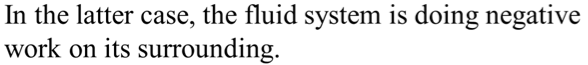 In the latter case, the fluid system is doing negative
work on its surrounding.